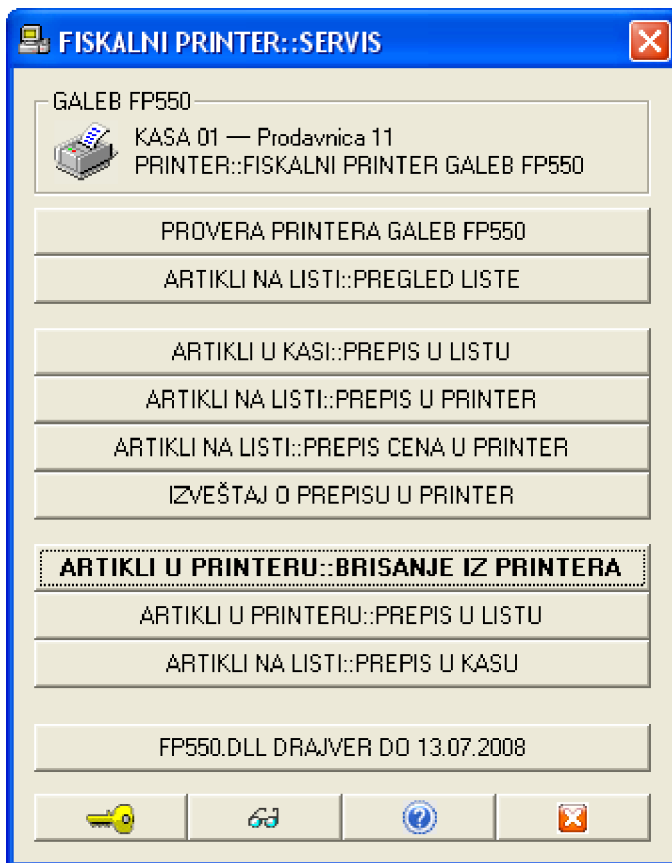 FISKALNI PRINTER::SERVIS
GALEB FP550
KASA 01 — Prodavnica 11
PRINTER::FISKALNI PRINTER GALEB FP550
PROVERA PRINTERA GALEB FP550
ARTIKLI NA LISTI::PREGLED LISTE
ARTIKLI U KASI::PREPIS U LISTU
ARTIKLI NA LISTI::PREPIS U PRINTER
ARTIKLI NA LISTI::PREPIS CENA U PRINTER
IZVEŠTAJ O PREPISU U PRINTER
ARTIKLI U PRINTERU::BRISANJE IZ PRINTERA
ARTIKLI U PRINTERU::PREPIS U LISTU
ARTIKLI NA LISTI::PREPIS U KASU
FP550.DLL DRAJVER DO 13.07.2008